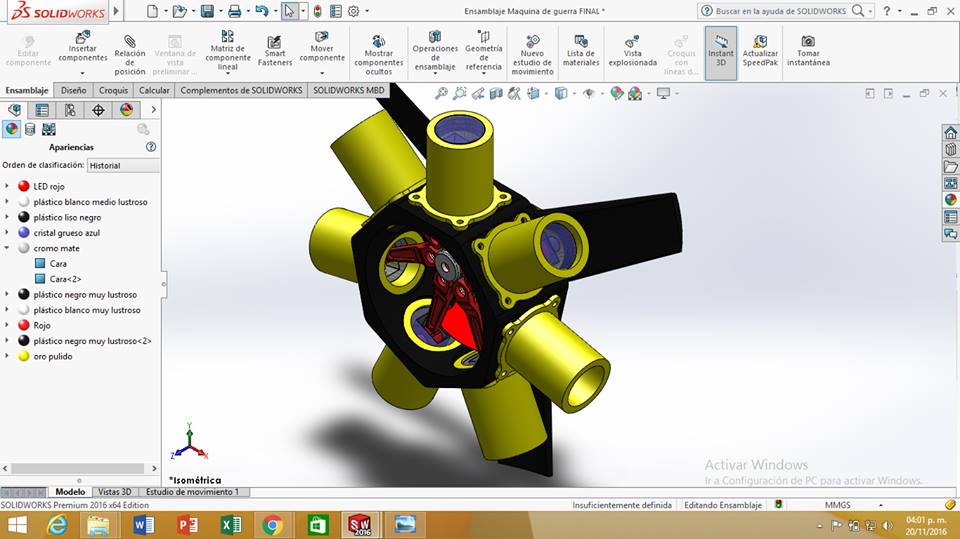 SOLIDWORKS
Ensamblaje Maquina de guerra FINAL *
Buscar en la ayuda de SOLIDWORKS
Editar componente
Insertar componentes
Relación de posición
Ventana de vista preliminar ...
Matriz de componente lineal
Smart Fasteners
Mover componente
Mostrar componentes ocultos
Operaciones de ensamblaje
Geometría de referencia
Nuevo estudio de movimiento
Lista de materiales
Vista explosionada
Croquis con líneas d...
Instant 3D
Actualizar SpeedPak
Tomar instantánea
Ensamblaje Diseño Croquis Calcular Complementos de SOLIDWORKS SOLIDWORKS MBD
Apariencias
Orden de clasificación: Historial
LED rojo
plástico blanco medio lustroso
plástico liso negro
cristal grueso azul
cromo mate
Cara
Cara<2>
plástico negro muy lustroso
plástico blanco muy lustroso
Rojo
plástico negro muy lustroso<2>
oro pulido
Y
Z X
*Isométrica
Activar Windows
Ir a Configuración de PC para activar Windows.
Modelo Vistas 3D Estudio de movimiento 1
SOLIDWORKS Premium 2016 x64 Edition
Insuficientemente definida Editando Ensamblaje MMGS
SW 2016
04:01 p. m.
20/11/2016